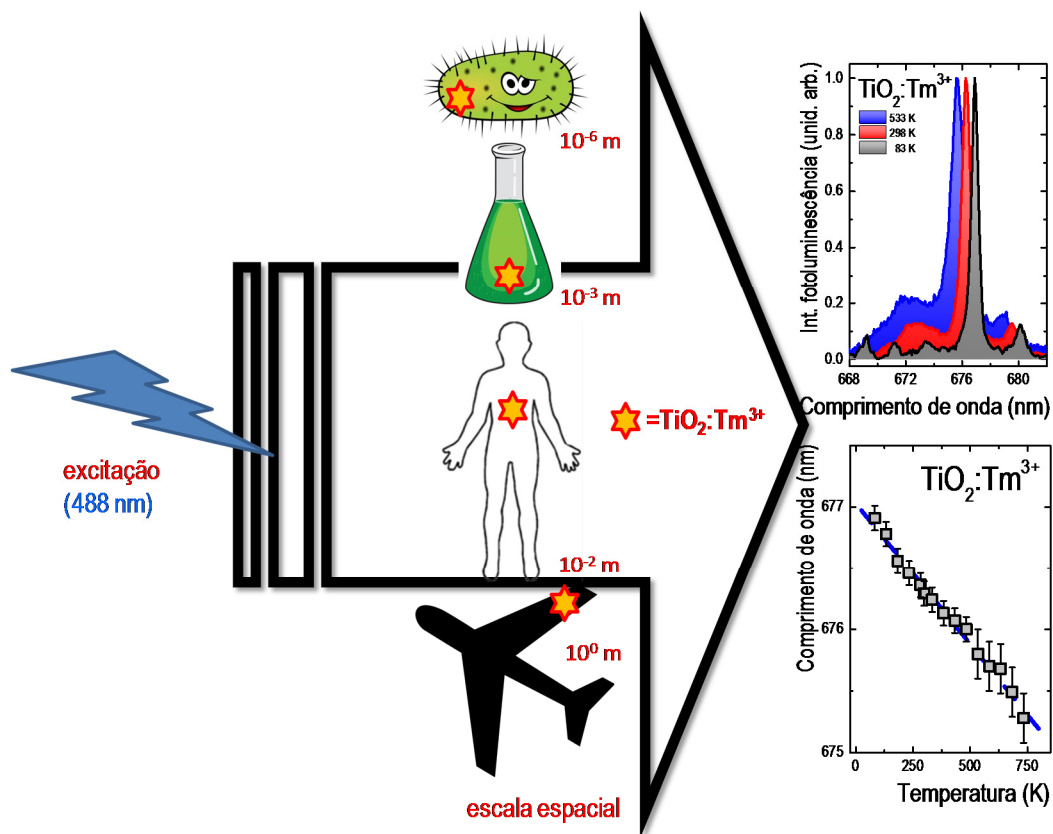 10⁻⁶ m
10⁻³ m
excitação
(488 nm)
=TiO₂:Tm³⁺
10⁻² m
10⁰ m
escala espacial
Int. fotoluminescência (unid. arb.)
1.0
0.8
0.6
0.4
0.2
0.0
TiO₂:Tm³⁺
533 K
298 K
83 K
668
672
676
680
Comprimento de onda (nm)
Comprimento de onda (nm)
677
676
675
TiO₂:Tm³⁺
0
250
500
750
Temperatura (K)